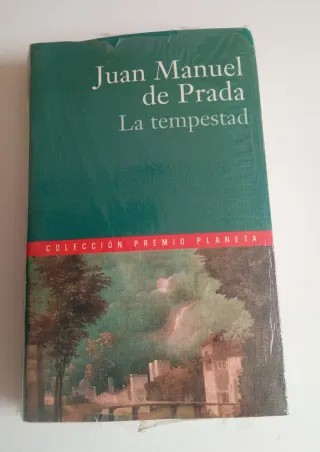 Juan Manuel
de Prada
La tempestad
COLECCIÓN PREMIO PLANETA